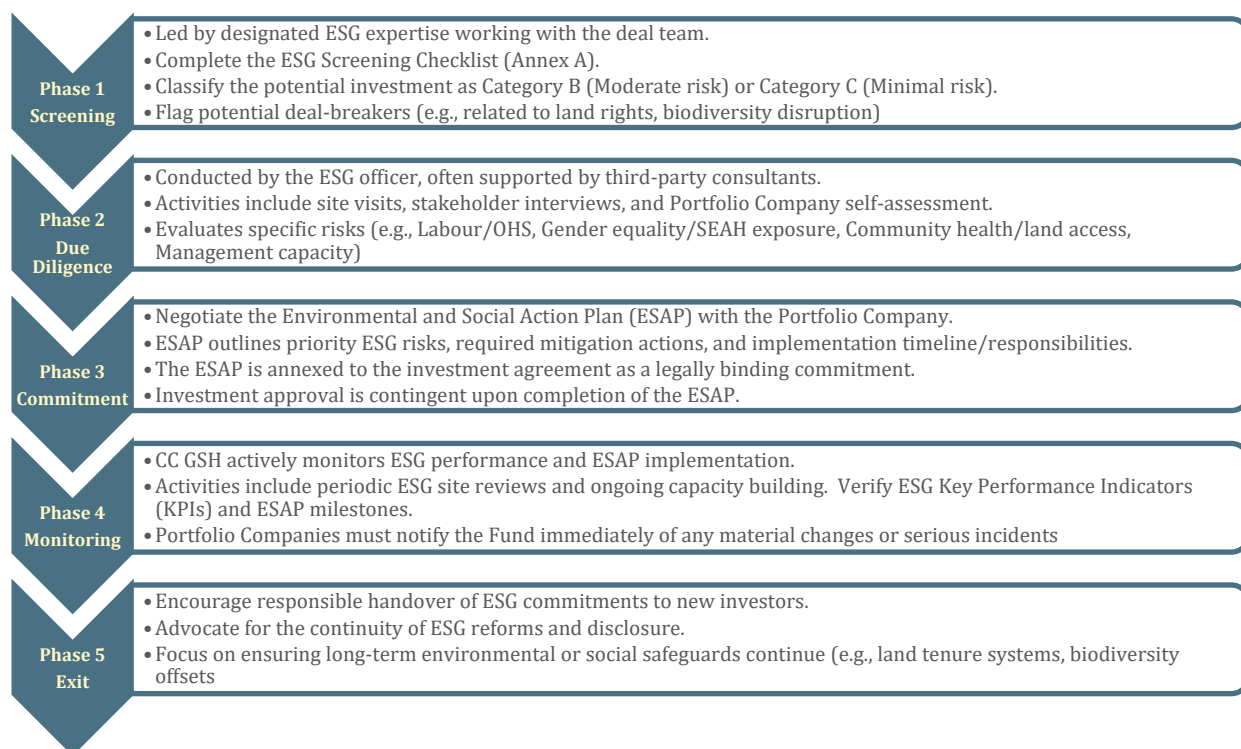 Phase 1
Screening
• Led by designated ESG expertise working with the deal team.
• Complete the ESG Screening Checklist (Annex A).
• Classify the potential investment as Category B (Moderate risk) or Category C (Minimal risk).
• Flag potential deal-breakers (e.g., related to land rights, biodiversity disruption)
Phase 2
Due
Diligence
• Conducted by the ESG officer, often supported by third-party consultants.
• Activities include site visits, stakeholder interviews, and Portfolio Company self-assessment.
• Evaluates specific risks (e.g., Labour/OHS, Gender equality/SEAH exposure, Community health/land access,
Management capacity)
Phase 3
Commitment
• Negotiate the Environmental and Social Action Plan (ESAP) with the Portfolio Company.
• ESAP outlines priority ESG risks, required mitigation actions, and implementation timeline/responsibilities.
• The ESAP is annexed to the investment agreement as a legally binding commitment.
• Investment approval is contingent upon completion of the ESAP.
Phase 4
Monitoring
• CC GSH actively monitors ESG performance and ESAP implementation.
• Activities include periodic ESG site reviews and ongoing capacity building. Verify ESG Key Performance Indicators
(KPIs) and ESAP milestones.
• Portfolio Companies must notify the Fund immediately of any material changes or serious incidents
Phase 5
Exit
• Encourage responsible handover of ESG commitments to new investors.
• Advocate for the continuity of ESG reforms and disclosure.
• Focus on ensuring long-term environmental or social safeguards continue (e.g., land tenure systems, biodiversity
offsets